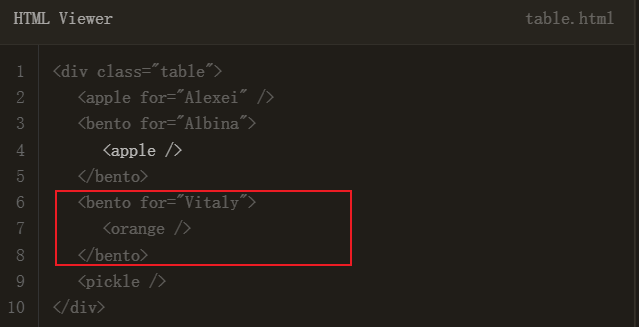 HTML Viewer table.html
1 <div class="table">
2 <apple for="Alexei" />
3 <bento for="Albina">
4 <apple />
5 </bento>
6 <bento for="Vitaly">
7 <orange />
8 </bento>
9 <pickle />
10 </div>